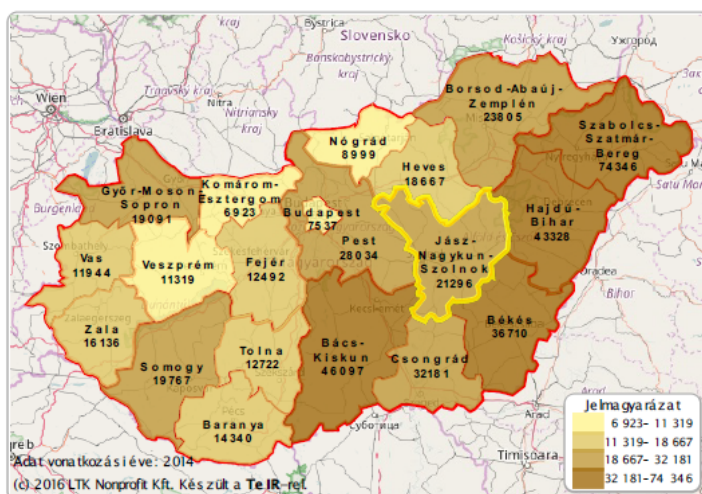 Bystrica
Slovensko
Košický kraj
Ужгород
kraj
Banskobystrický
kraj
Trnavský
kraj
Nitra
Nitriansky
kraj
Wien
Bratislava
Borsod-Abaúj-
Zemplén
23805
Szabolcs-
Szatmár-
Bereg
74346
Nógrád
8999
Heves
18667
Győr-Moson-
Sopron
19091
Komárom-
Esztergom
6923
Budapest
7537
Pest
28034
Jász-
Nagykun-
Szolnok
21296
Hajdú-
Bihar
43328
Satu Mare
Burgenland
Vas
11944
Veszprém
11319
Fejér
12492
Oradea
Bihor
Zala
16136
Somogy
19767
Tolna
12722
Bács-
Kiskun
46097
Csongrád
32181
Békés
36710
Baranya
14340
Pécs
Суботица
Arad
Arad
Timișoara
Jelmagyarázat
6 923– 11 319
11 319– 18 667
18 667– 32 181
32 181–74 346
Adat vonatkozási éve: 2014
(c) 2016 LTK Nonprofit Kft. Készült a TeIR-rel.